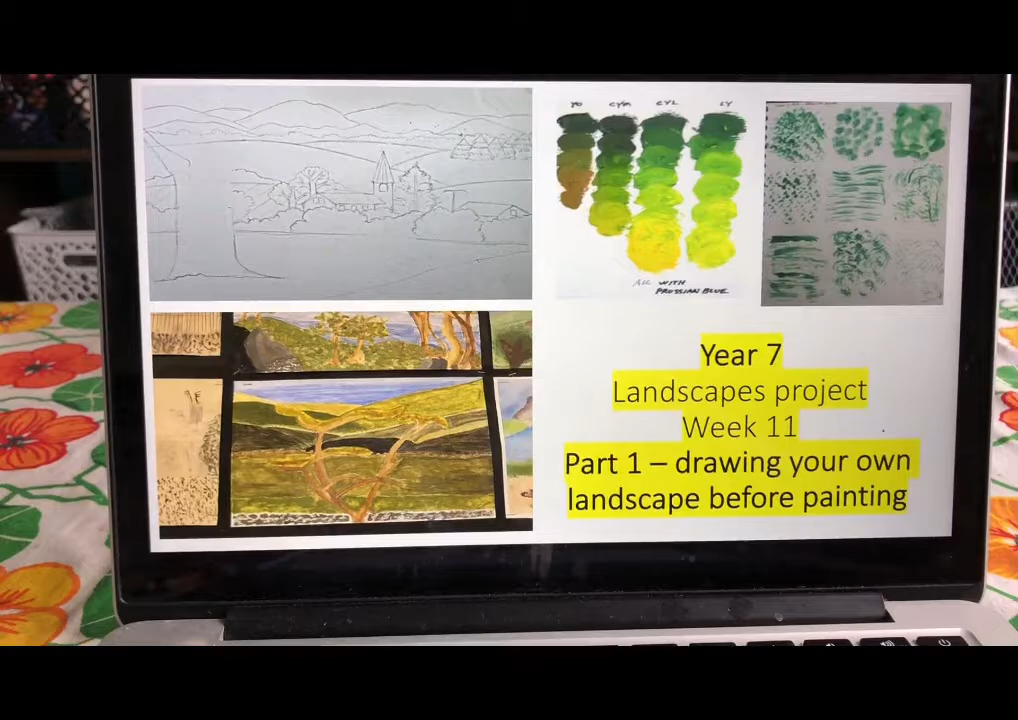 YO CYM CYL LY
ALL WITH
PRUSSIAN BLUE
Year 7
Landscapes project
Week 11
Part 1 – drawing your own
landscape before painting